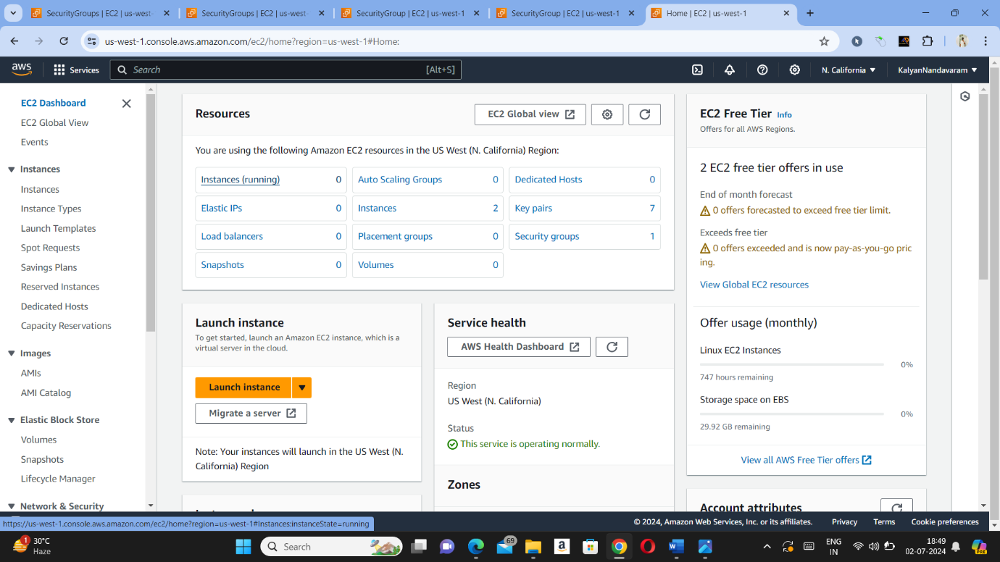 SecurityGroups | EC2 | us-west-
SecurityGroups | EC2 | us-west-
SecurityGroup | EC2 | us-west-1
SecurityGroup | EC2 | us-west-1
Home | EC2 | us-west-1
us-west-1.console.aws.amazon.com/ec2/home?region=us-west-1#Home:
aws
Services
Search
[Alt+S]
N. California
KalyanNandavaram
EC2 Dashboard
EC2 Global View
Events
Instances
Instances
Instance Types
Launch Templates
Spot Requests
Savings Plans
Reserved Instances
Dedicated Hosts
Capacity Reservations
Images
AMIs
AMI Catalog
Elastic Block Store
Volumes
Snapshots
Lifecycle Manager
Network & Security
Resources
EC2 Global view
You are using the following Amazon EC2 resources in the US West (N. California) Region:
Instances (running) 0
Auto Scaling Groups 0
Dedicated Hosts 0
Elastic IPs 0
Instances 2
Key pairs 7
Load balancers 0
Placement groups 0
Security groups 1
Snapshots 0
Volumes 0
Launch instance
To get started, launch an Amazon EC2 instance, which is a
virtual server in the cloud.
Launch instance
Migrate a server
Note: Your instances will launch in the US West (N.
California) Region
Service health
AWS Health Dashboard
Region
US West (N. California)
Status
This service is operating normally.
Zones
EC2 Free Tier Info
Offers for all AWS Regions.
2 EC2 free tier offers in use
End of month forecast
0 offers forecasted to exceed free tier limit.
Exceeds free tier
0 offers exceeded and is now pay-as-you-go pric
ing.
View Global EC2 resources
Offer usage (monthly)
Linux EC2 Instances
0%
747 hours remaining
Storage space on EBS
0%
29.92 GB remaining
View all AWS Free Tier offers
Account attributes
https://us-west-1.console.aws.amazon.com/ec2/home?region=us-west-1#Instances:instanceState=running
© 2024, Amazon Web Services, Inc. or its affiliates.
Privacy
Terms
Cookie preferences
1
30°C
Haze
Search
69
a
W
PRE
ENG
IN
18:49
02-07-2024